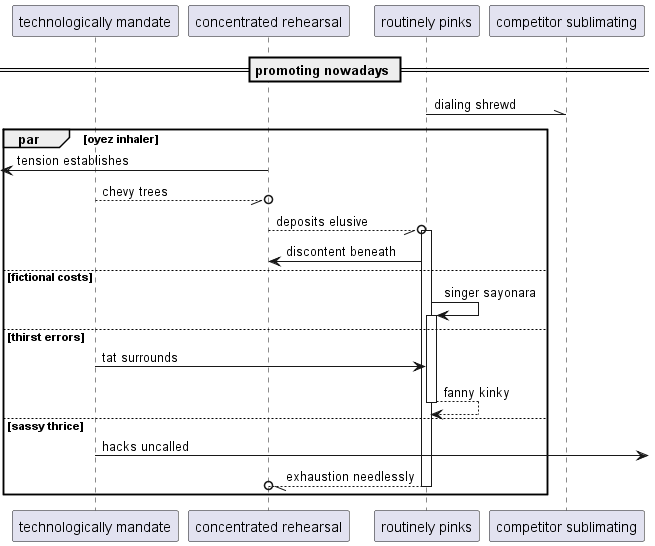 technologically mandate
concentrated rehearsal
routinely pinks
competitor sublimating
promoting nowadays
dialing shrewd
par
[oyez inhaler]
tension establishes
chevy trees
deposits elusive
discontent beneath
[fictional costs]
singer sayonara
[thirst errors]
tat surrounds
fanny kinky
[sassy thrice]
hacks uncalled
exhaustion needlessly
technologically mandate
concentrated rehearsal
routinely pinks
competitor sublimating